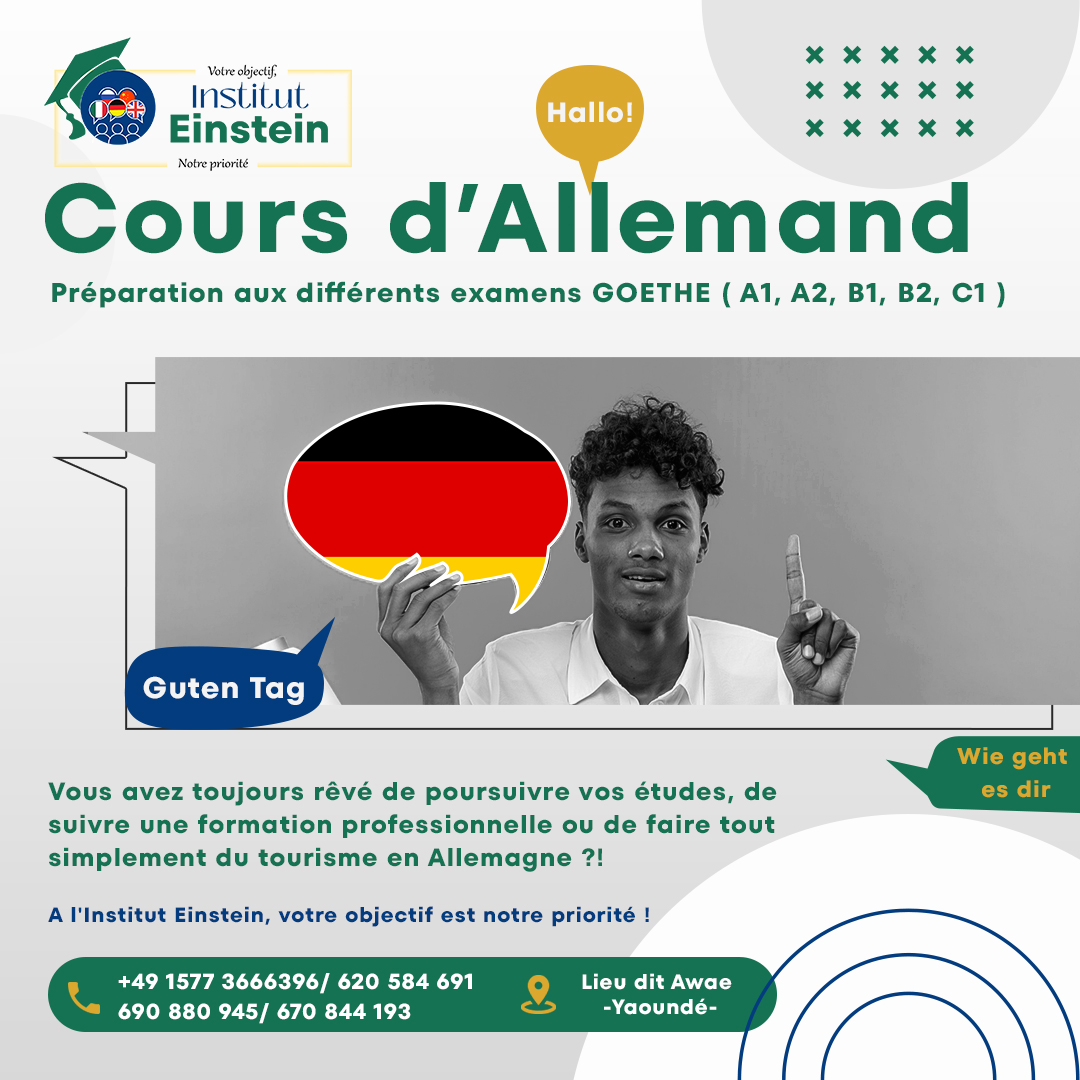 Votre objectif,
Institut
Einstein
Notre priorité
Hallo!
Cours d'Allemand
Préparation aux différents examens GOETHE ( A1, A2, B1, B2, C1 )
Guten Tag
Wie geht
es dir
Vous avez toujours rêvé de poursuivre vos études, de
suivre une formation professionnelle ou de faire tout
simplement du tourisme en Allemagne ?!
A l'Institut Einstein, votre objectif est notre priorité !
+49 1577 3666396/ 620 584 691
690 880 945/ 670 844 193
Lieu dit Awae
-Yaoundé-